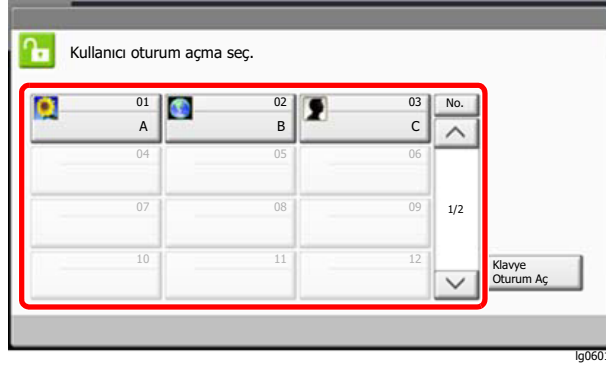 Kullanıcı oturum açma seç.
01 02 03 No.
A B C
04 05 06
07 08 09 1/2
10 11 12
Klavye
Oturum Aç